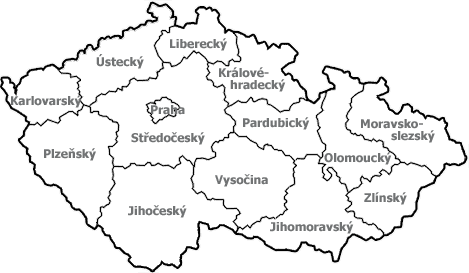 Liberecký
Ústecký
Králové-
hradecký
Karlovarský
Praha
Pardubický
Moravsko-
slezský
Středočeský
Plzeňský
Olomoucký
Vysočina
Zlínský
Jihočeský
Jihomoravský